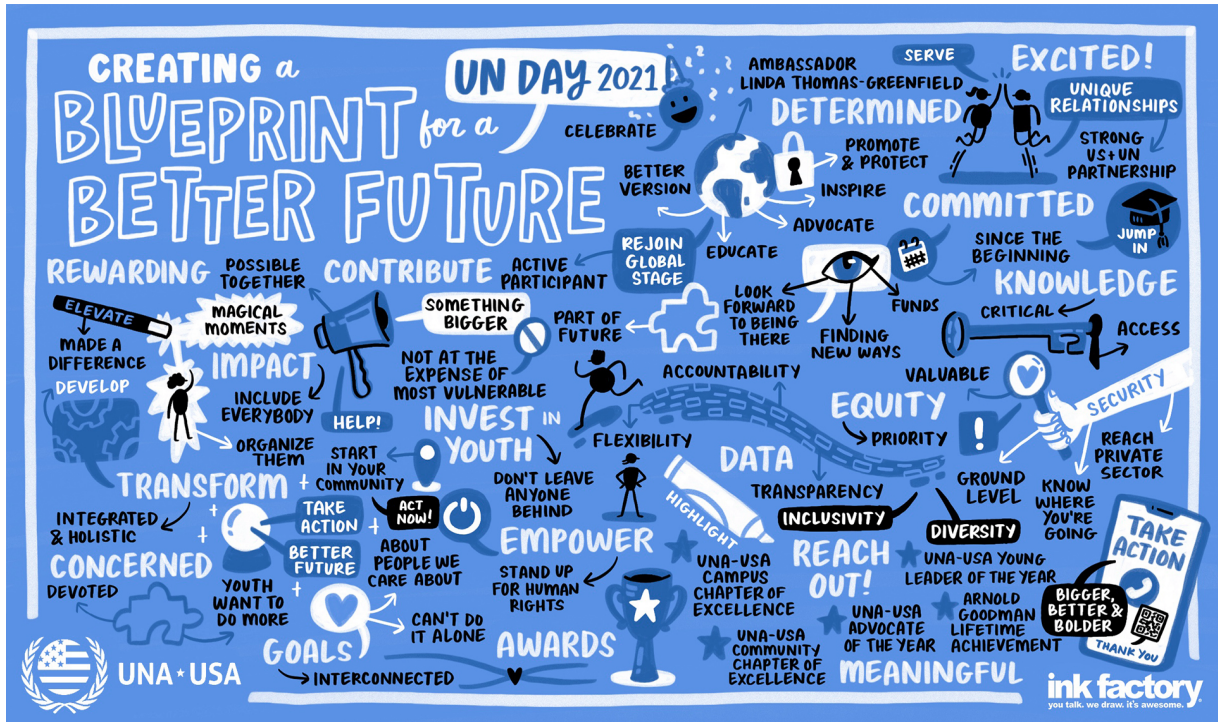 CREATING a
BLUEPRINT for a
BETTER FUTURE
UN DAY 2021
CELEBRATE
AMBASSADOR
LINDA THOMAS-GREENFIELD
DETERMINED
SERVE
EXCITED!
UNIQUE
RELATIONSHIPS
STRONG
US+UN
PARTNERSHIP
BETTER
VERSION
PROMOTE
& PROTECT
INSPIRE
ADVOCATE
EDUCATE
COMMITTED
SINCE THE
BEGINNING
JUMP
IN
REWARDING
POSSIBLE
TOGETHER
CONTRIBUTE
ACTIVE
PARTICIPANT
REJOIN
GLOBAL
STAGE
ELEVATE
MADE A
DIFFERENCE
MAGICAL
MOMENTS
SOMETHING
BIGGER
PART OF
FUTURE
LOOK
FORWARD
TO BEING
THERE
FINDING
NEW WAYS
FUNDS
KNOWLEDGE
CRITICAL
ACCESS
VALUABLE
IMPACT
INCLUDE
EVERYBODY
HELP!
NOT AT THE
EXPENSE OF
MOST VULNERABLE
DEVELOP
ORGANIZE
THEM
INVEST IN
YOUTH
START
IN YOUR
COMMUNITY
DON'T LEAVE
ANYONE
BEHIND
ACCOUNTABILITY
FLEXIBILITY
DATA
TRANSPARENCY
INCLUSIVITY
DIVERSITY
EQUITY
PRIORITY
!
SECURITY
GROUND
LEVEL
KNOW
WHERE
YOU'RE
GOING
REACH
PRIVATE
SECTOR
TRANSFORM
INTEGRATED
& HOLISTIC
TAKE
ACTION
BETTER
FUTURE
ACT
NOW!
ABOUT
PEOPLE WE
CARE ABOUT
EMPOWER
STAND UP
FOR HUMAN
RIGHTS
HIGHLIGHT
REACH
OUT!
CONCERNED
DEVOTED
YOUTH
WANT TO
DO MORE
CAN'T DO
IT ALONE
GOALS
INTERCONNECTED
AWARDS
UNA-USA
CAMPUS
CHAPTER OF
EXCELLENCE
UNA-USA
COMMUNITY
CHAPTER OF
EXCELLENCE
UNA-USA
ADVOCATE
OF THE YEAR
UNA-USA YOUNG
LEADER OF THE YEAR
ARNOLD
GOODMAN
LIFETIME
ACHIEVEMENT
MEANINGFUL
TAKE
ACTION
BIGGER,
BETTER &
BOLDER
THANK YOU
UNA★USA
ink factory
you talk. we draw. it's awesome.